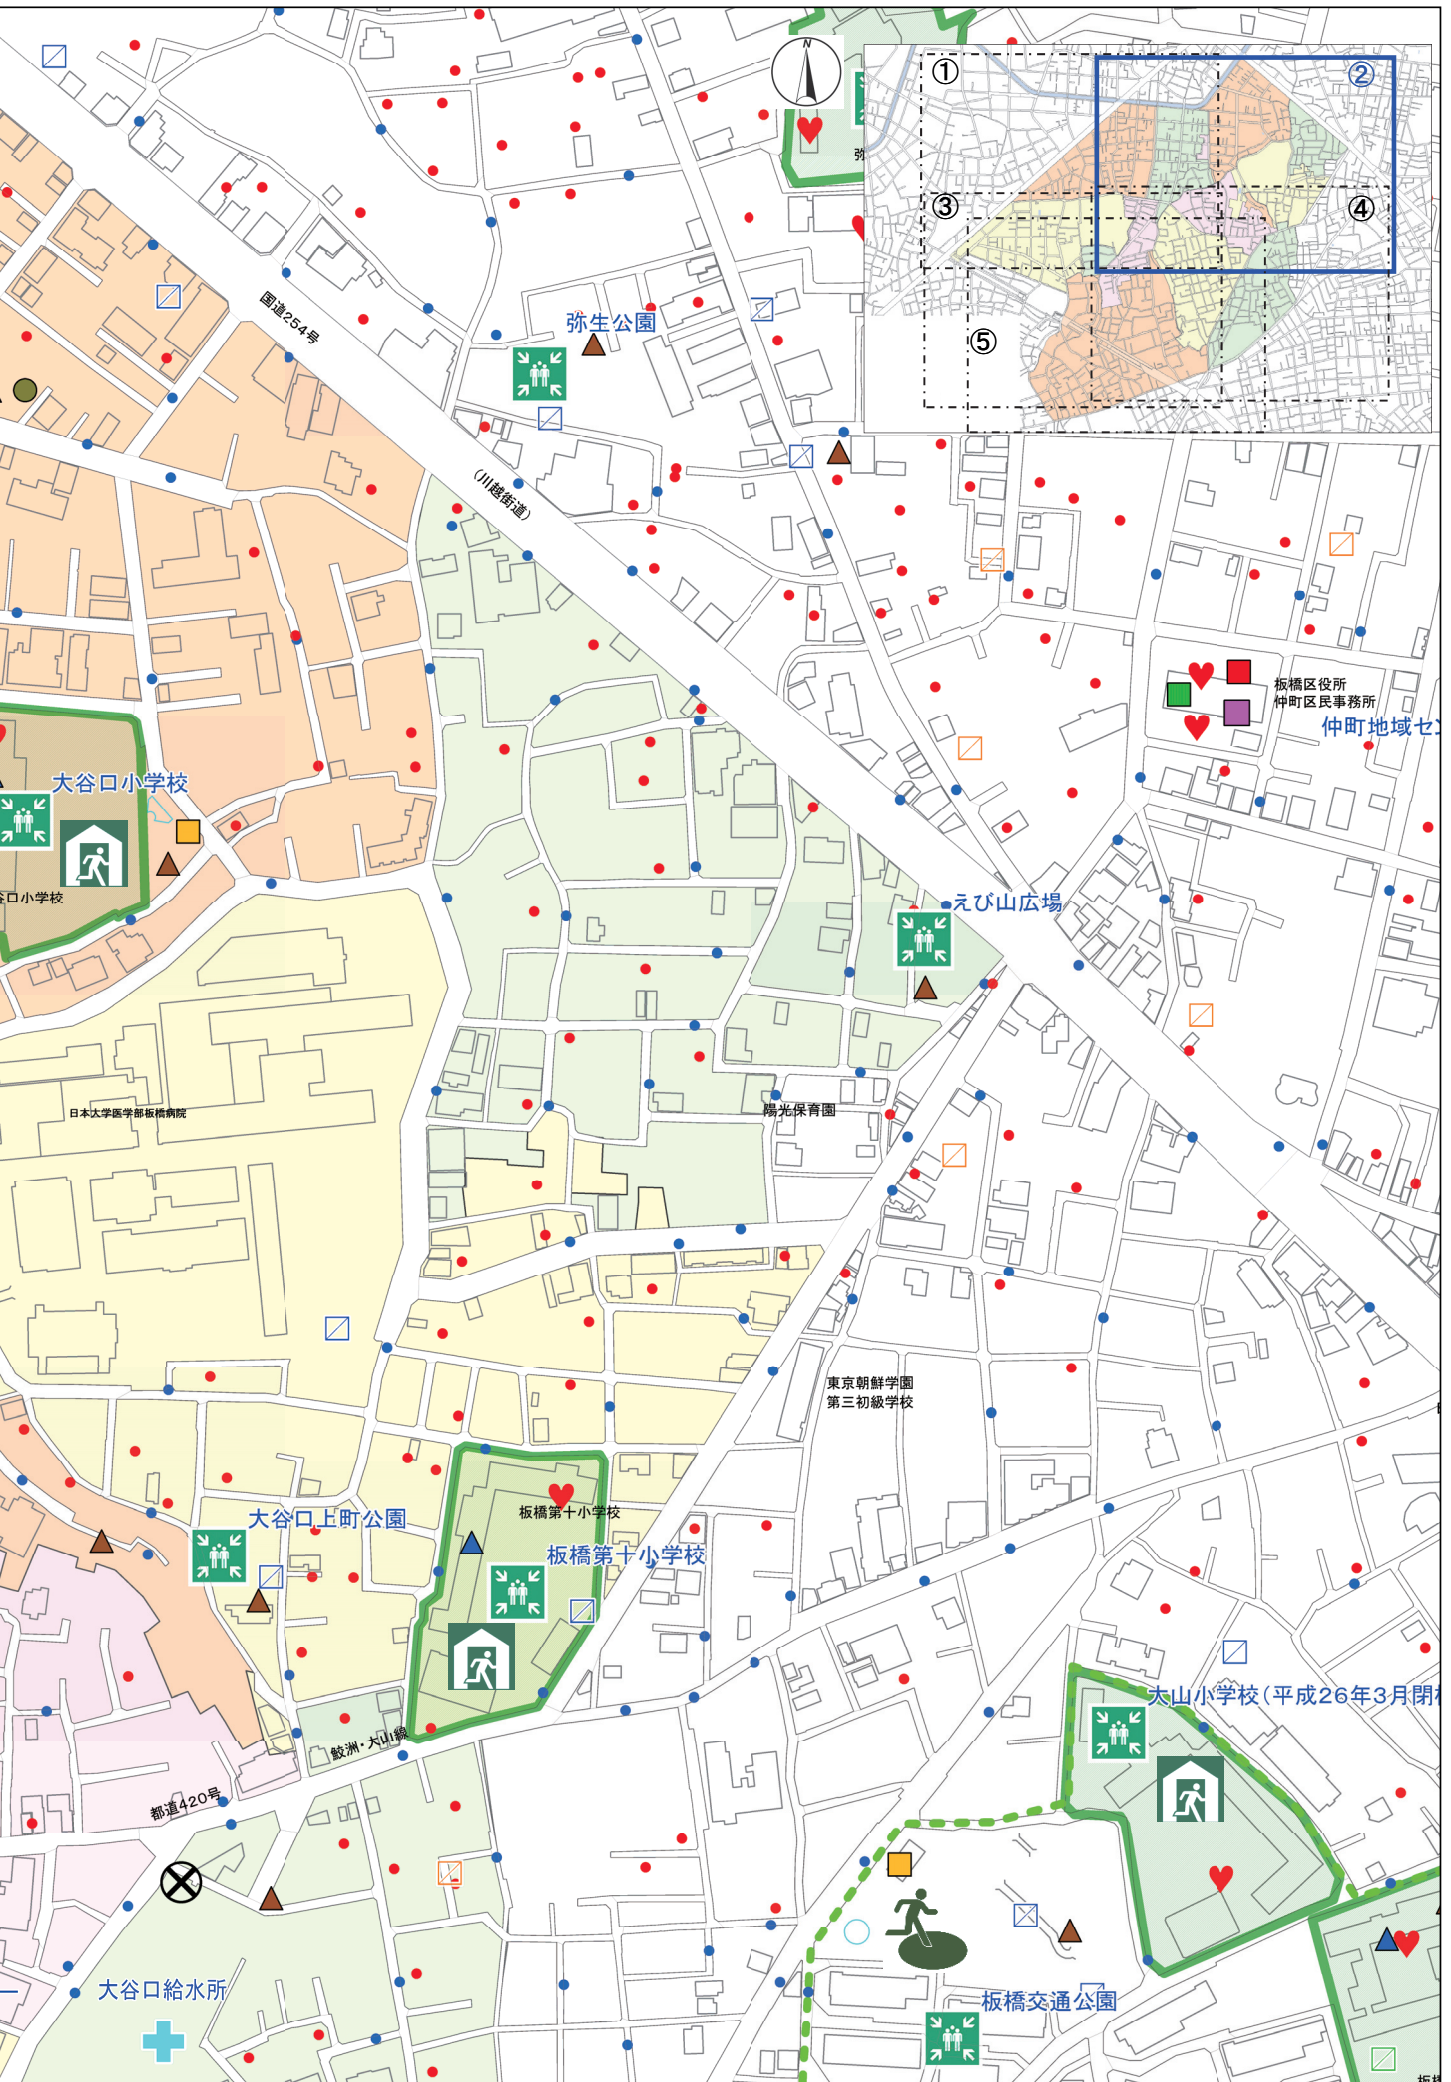 N
①
②
③
④
⑤
弥
国道254号
弥生公園
(川越街道)
板橋区役所
仲町区民事務所
仲町地域セン
大谷口小学校
谷口小学校
えび山広場
日本大学医学部板橋病院
陽光保育園
東京朝鮮学園
第三初級学校
板橋第十小学校
大谷口上町公園
板橋第十小学校
大山小学校(平成26年3月閉校
鮫洲・大山線
都道420号
大谷口給水所
板橋交通公園
板橋